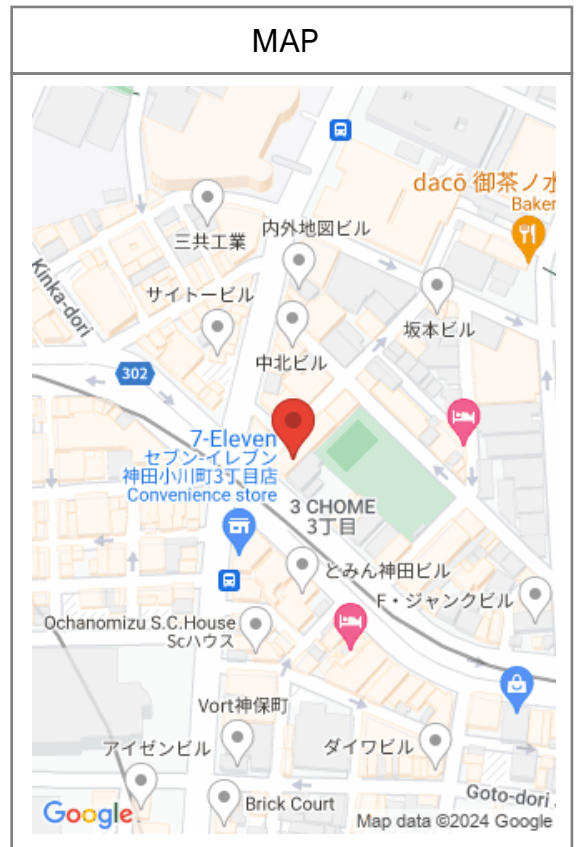 MAP
dacō 御茶ノ水
Baker
三共工業
内外地図ビル
Kinka-dori
サイトービル
坂本ビル
中北ビル
302
7-Eleven
セブン-イレブン
神田小川町3丁目店
Convenience store
3 CHOME
3丁目
とみん神田ビル
F・ジャンクビル
Ochanomizu S.C.House
Scハウス
Vort神保町
アイゼンビル
ダイワビル
Goto-dori
Brick Court
Google
Map data ©2024 Google